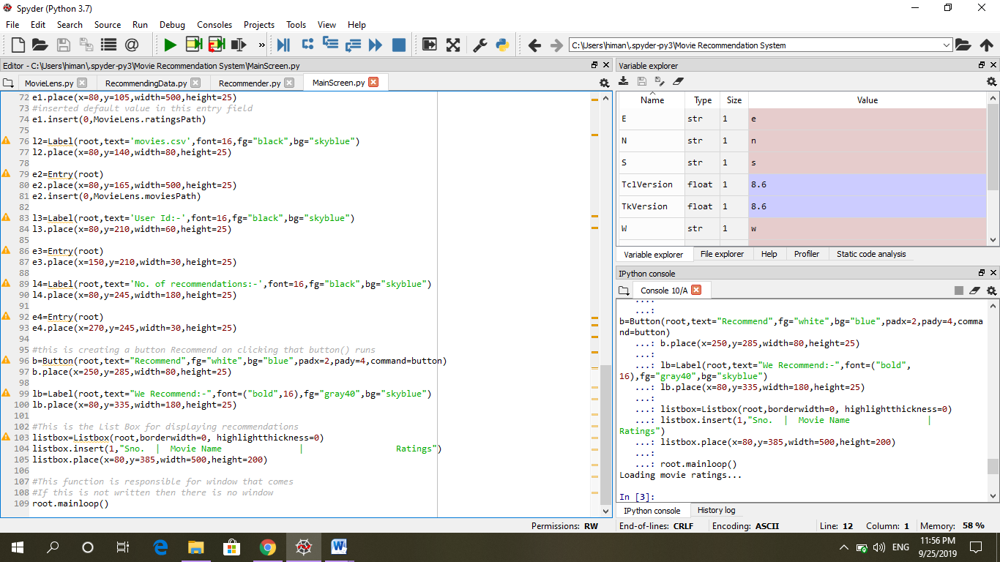 Spyder (Python 3.7)
File Edit Search Source Run Debug Consoles Projects Tools View Help
C:\Users\himan\.spyder-py3\Movie Recommendation System
Editor - C:\Users\himan\.spyder-py3\Movie Recommendation System\MainScreen.py
MovieLens.py RecommendingData.py Recommender.py MainScreen.py
72 e1.place(x=80,y=105,width=500,height=25)
73 #inserted default value in this entry field
74 e1.insert(0,MovieLens.ratingsPath)
75
76 l2=Label(root,text='movies.csv',font=16,fg="black",bg="skyblue")
77 l2.place(x=80,y=140,width=80,height=25)
78
79 e2=Entry(root)
80 e2.place(x=80,y=165,width=500,height=25)
81 e2.insert(0,MovieLens.moviesPath)
82
83 l3=Label(root,text='User Id:-',font=16,fg="black",bg="skyblue")
84 l3.place(x=80,y=210,width=60,height=25)
85
86 e3=Entry(root)
87 e3.place(x=150,y=210,width=30,height=25)
88
89 l4=Label(root,text='No. of recommendations:-',font=16,fg="black",bg="skyblue")
90 l4.place(x=80,y=245,width=180,height=25)
91
92 e4=Entry(root)
93 e4.place(x=270,y=245,width=30,height=25)
94
95 #this is creating a button Recommend on clicking that button() runs
96 b=Button(root,text="Recommend",fg="white",bg="blue",padx=2,pady=4,command=button)
97 b.place(x=250,y=285,width=80,height=25)
98
99 lb=Label(root,text="We Recommend:-",font=("bold",16),fg="gray40",bg="skyblue")
100 lb.place(x=80,y=335,width=180,height=25)
101
102 #This is the List Box for displaying recommendations
103 listbox=Listbox(root,borderwidth=0, highlightthickness=0)
104 listbox.insert(1,"Sno.  |  Movie Name               |                  Ratings")
105 listbox.place(x=80,y=385,width=500,height=200)
106
107 #This function is responsible for window that comes
108 #If this is not written then there is no window
109 root.mainloop()
Variable explorer
Name Type Size Value
E str 1 e
N str 1 n
S str 1 s
TclVersion float 1 8.6
TkVersion float 1 8.6
W str 1 w
Variable explorer File explorer Help Profiler Static code analysis
IPython console
Console 10/A
...:
...:
b=Button(root,text="Recommend",fg="white",bg="blue",padx=2,pady=4,comma
nd=button)
...: b.place(x=250,y=285,width=80,height=25)
...:
...: lb=Label(root,text="We Recommend:-",font=("bold",
16),fg="gray40",bg="skyblue")
...: lb.place(x=80,y=335,width=180,height=25)
...:
...: listbox=Listbox(root,borderwidth=0, highlightthickness=0)
...: listbox.insert(1,"Sno.  |  Movie Name               |
Ratings")
...: listbox.place(x=80,y=385,width=500,height=200)
...:
...: root.mainloop()
Loading movie ratings...
In [3]:
IPython console History log
Permissions: RW End-of-lines: CRLF Encoding: ASCII Line: 12 Column: 1 Memory: 58 %
ENG
11:56 PM
9/25/2019